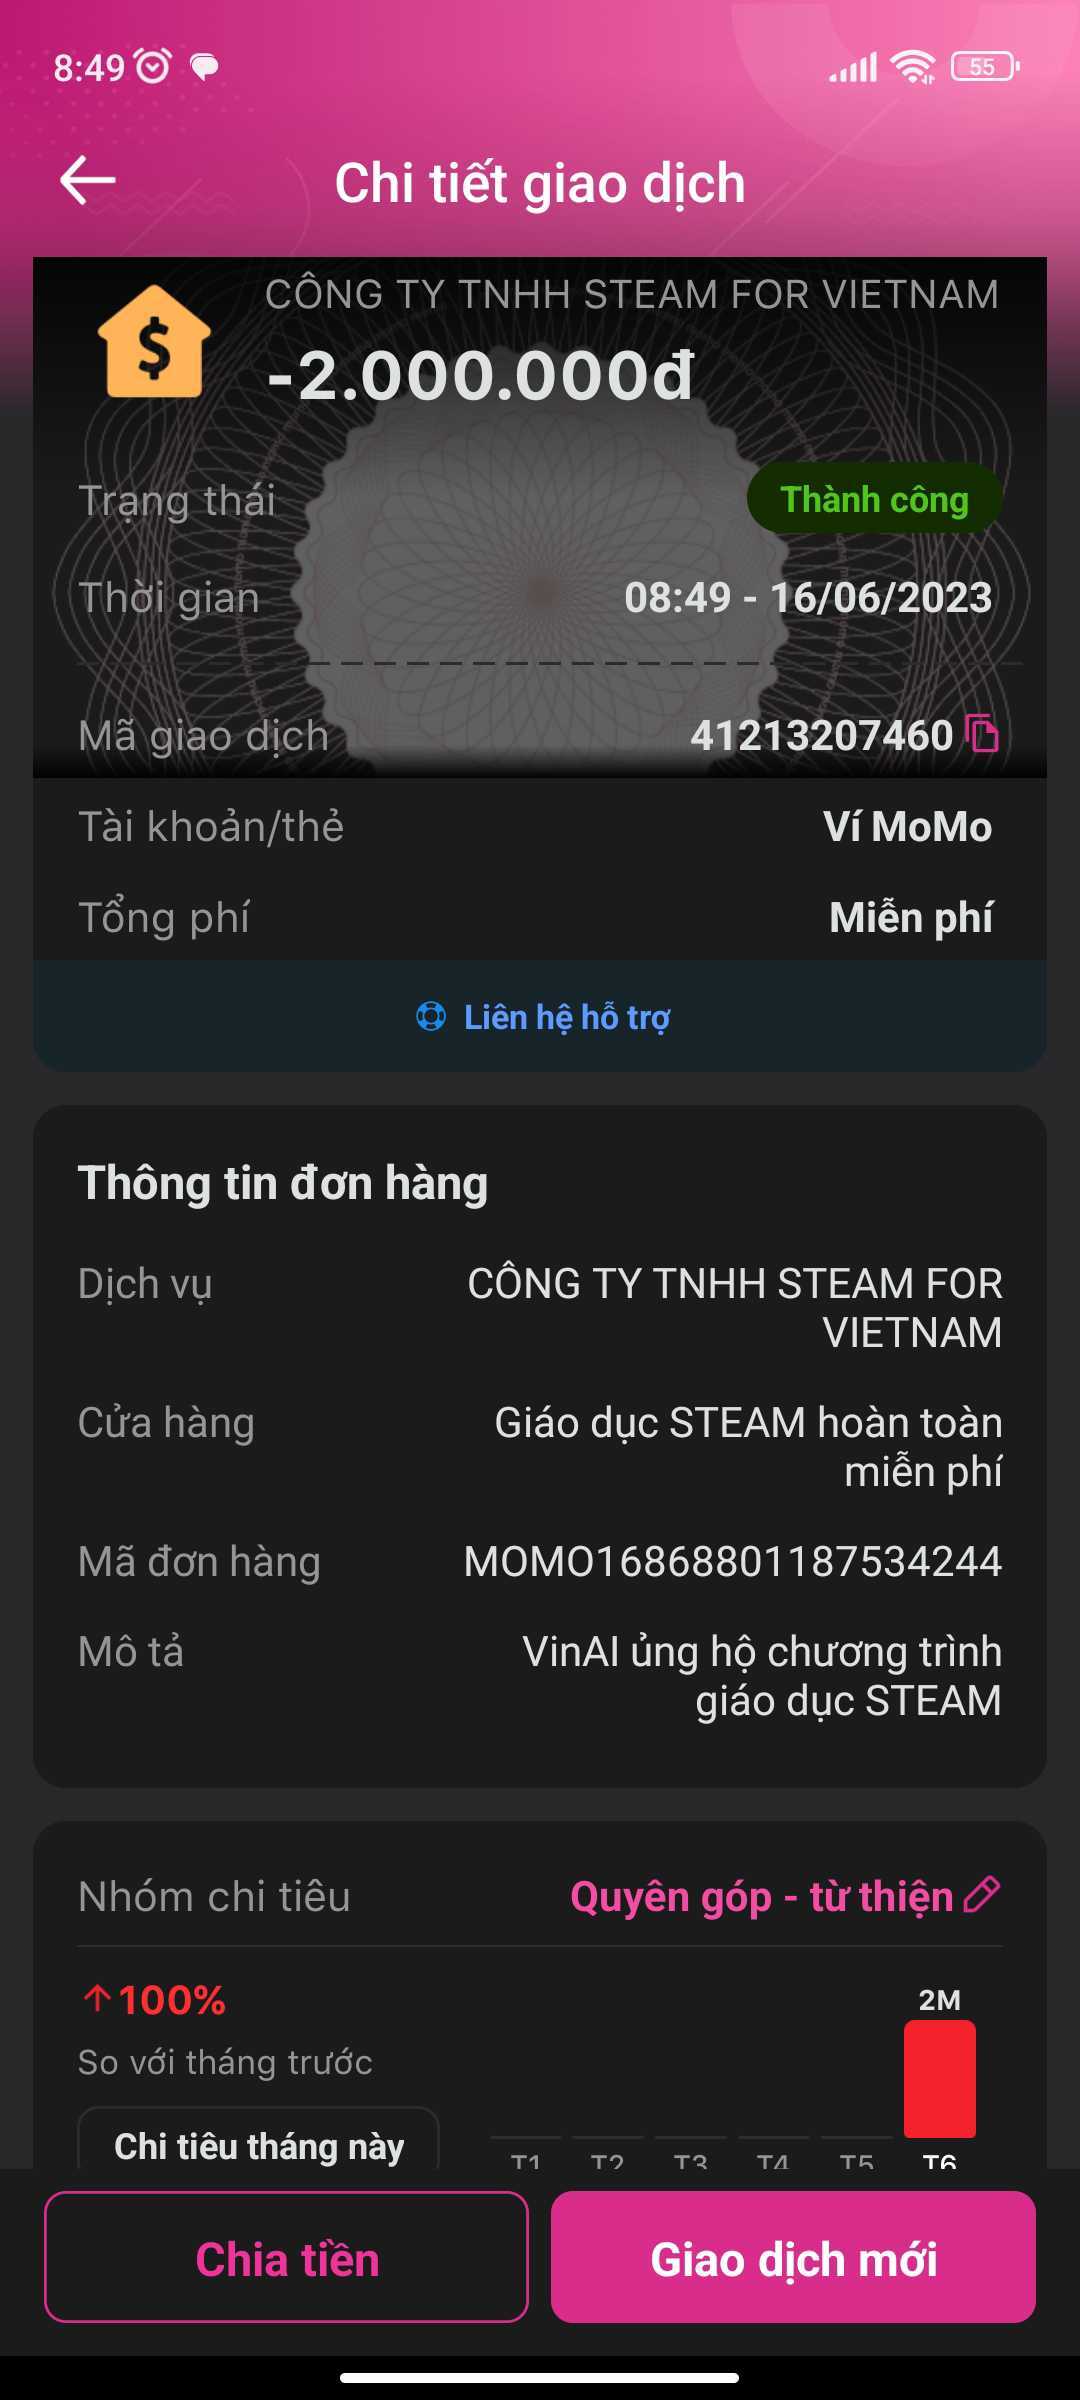 8:49
55
Chi tiết giao dịch
CÔNG TY TNHH STEAM FOR VIETNAM
$
-2.000.000đ
Trạng thái
Thành công
Thời gian
08:49 - 16/06/2023
Mã giao dịch
41213207460
Tài khoản/thẻ
Ví MoMo
Tổng phí
Miễn phí
Liên hệ hỗ trợ
Thông tin đơn hàng
Dịch vụ
CÔNG TY TNHH STEAM FOR
VIETNAM
Cửa hàng
Giáo dục STEAM hoàn toàn
miễn phí
Mã đơn hàng
MOMO16868801187534244
Mô tả
VinAI ủng hộ chương trình
giáo dục STEAM
Nhóm chi tiêu
Quyên góp - từ thiện
↑100%
So với tháng trước
2M
Chi tiêu tháng này
T1 T2 T3 T4 T5 T6
Chia tiền
Giao dịch mới